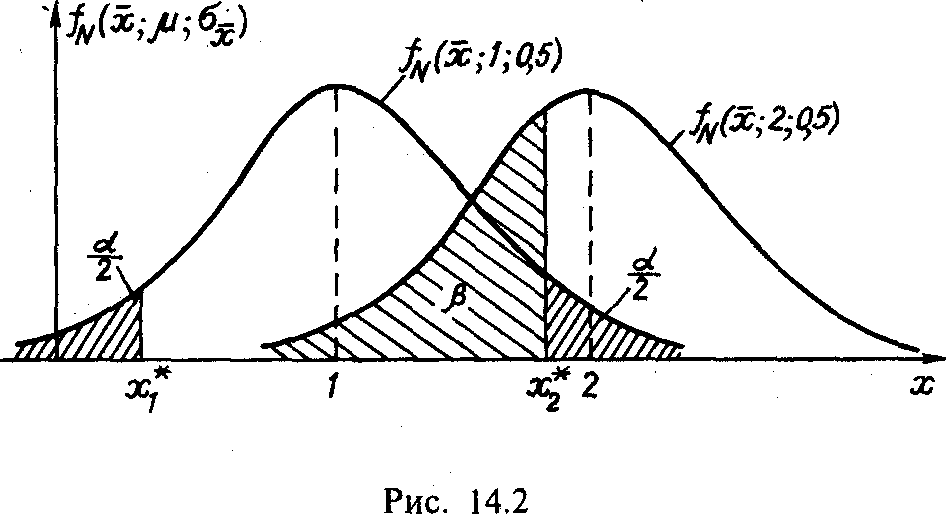 f_N(x̄; μ; σ_x̄)
f_N(x̄; 1; 0,5)
f_N(x̄; 2; 0,5)
α/2
β
α/2
x₁* 1 x₂* 2 x
Рис. 14.2